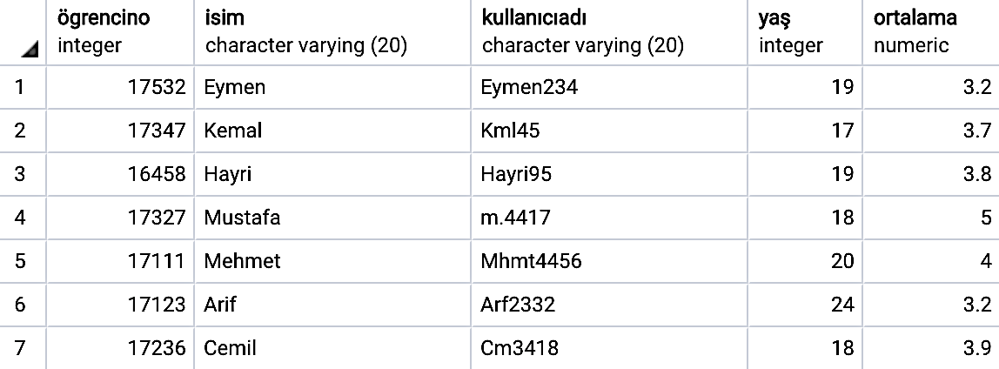 ögrencino isim kullanıcıadı yaş ortalama
integer character varying (20) character varying (20) integer numeric
1 17532 Eymen Eymen234 19 3.2
2 17347 Kemal Kml45 17 3.7
3 16458 Hayri Hayri95 19 3.8
4 17327 Mustafa m.4417 18 5
5 17111 Mehmet Mhmt4456 20 4
6 17123 Arif Arf2332 24 3.2
7 17236 Cemil Cm3418 18 3.9